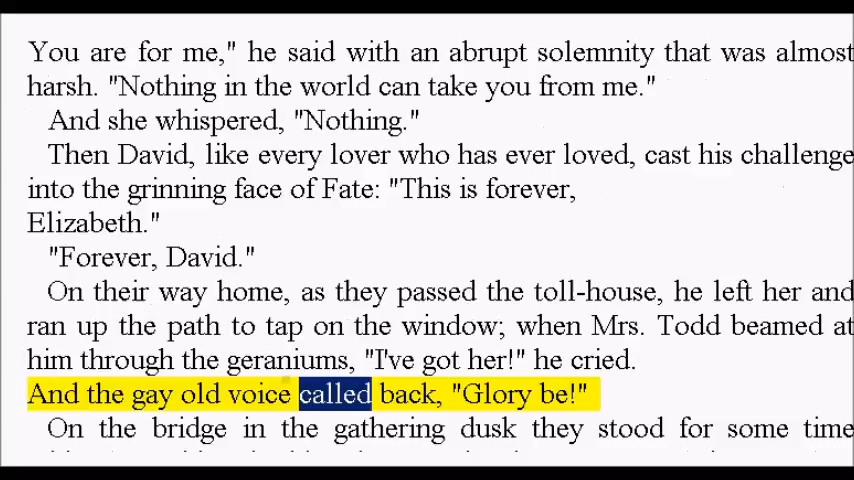 You are for me," he said with an abrupt solemnity that was almost
harsh. "Nothing in the world can take you from me."
And she whispered, "Nothing."
Then David, like every lover who has ever loved, cast his challenge
into the grinning face of Fate: "This is forever,
Elizabeth."
"Forever, David."
On their way home, as they passed the toll-house, he left her and
ran up the path to tap on the window; when Mrs. Todd beamed at
him through the geraniums, "I've got her!" he cried.
And the gay old voice called back, "Glory be!"
On the bridge in the gathering dusk they stood for some time